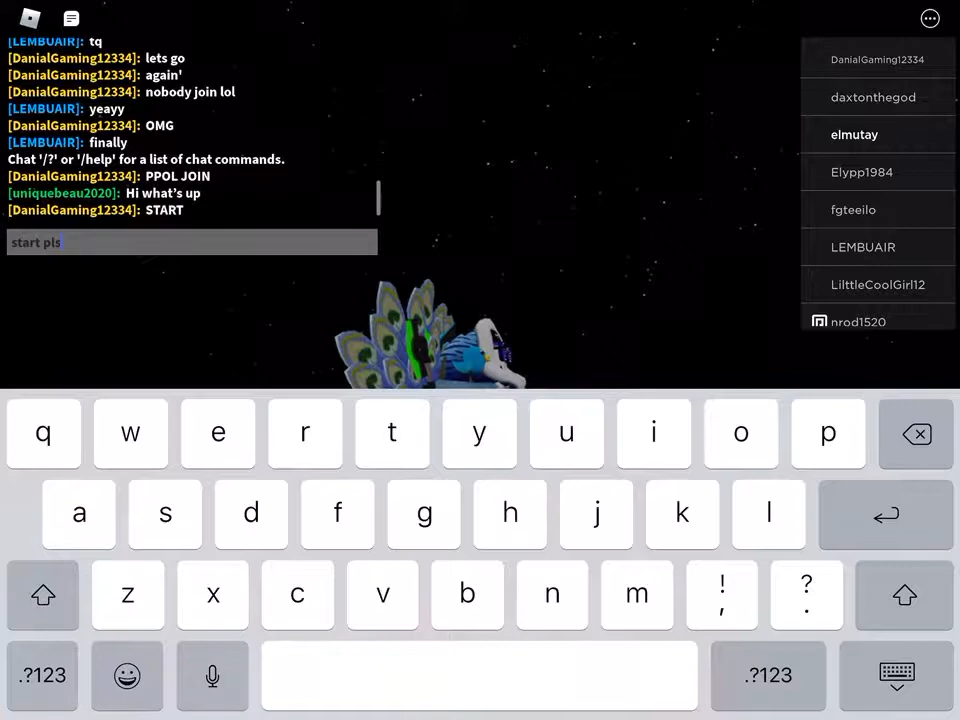 [LEMBUAIR]: tq
[DanialGaming12334]: lets go
[DanialGaming12334]: again'
[DanialGaming12334]: nobody join lol
[LEMBUAIR]: yeayy
[DanialGaming12334]: OMG
[LEMBUAIR]: finally
Chat '/?' or '/help' for a list of chat commands.
[DanialGaming12334]: PPOL JOIN
[uniquebeau2020]: Hi what's up
[DanialGaming12334]: START
start pls
DanialGaming12334
daxtonthegod
elmutay
Elypp1984
fgteeilo
LEMBUAIR
LilttleCoolGirl12
nrod1520
q w e r t y u i o p
a s d f g h j k l
z x c v b n m ! , ? .
.?123 .?123